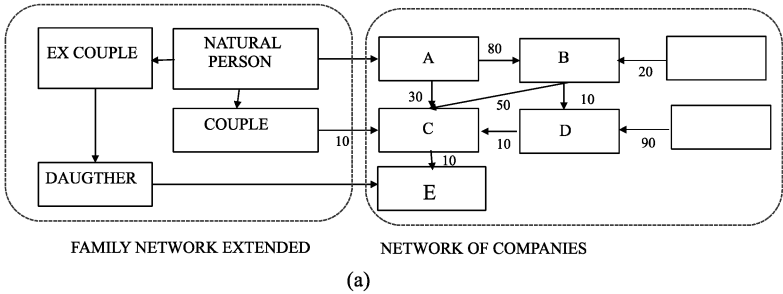 EX COUPLE
NATURAL
PERSON
COUPLE
10
DAUGTHER
A
80
B
20
30
50
10
C
10
D
90
10
E
FAMILY NETWORK EXTENDED
NETWORK OF COMPANIES
(a)